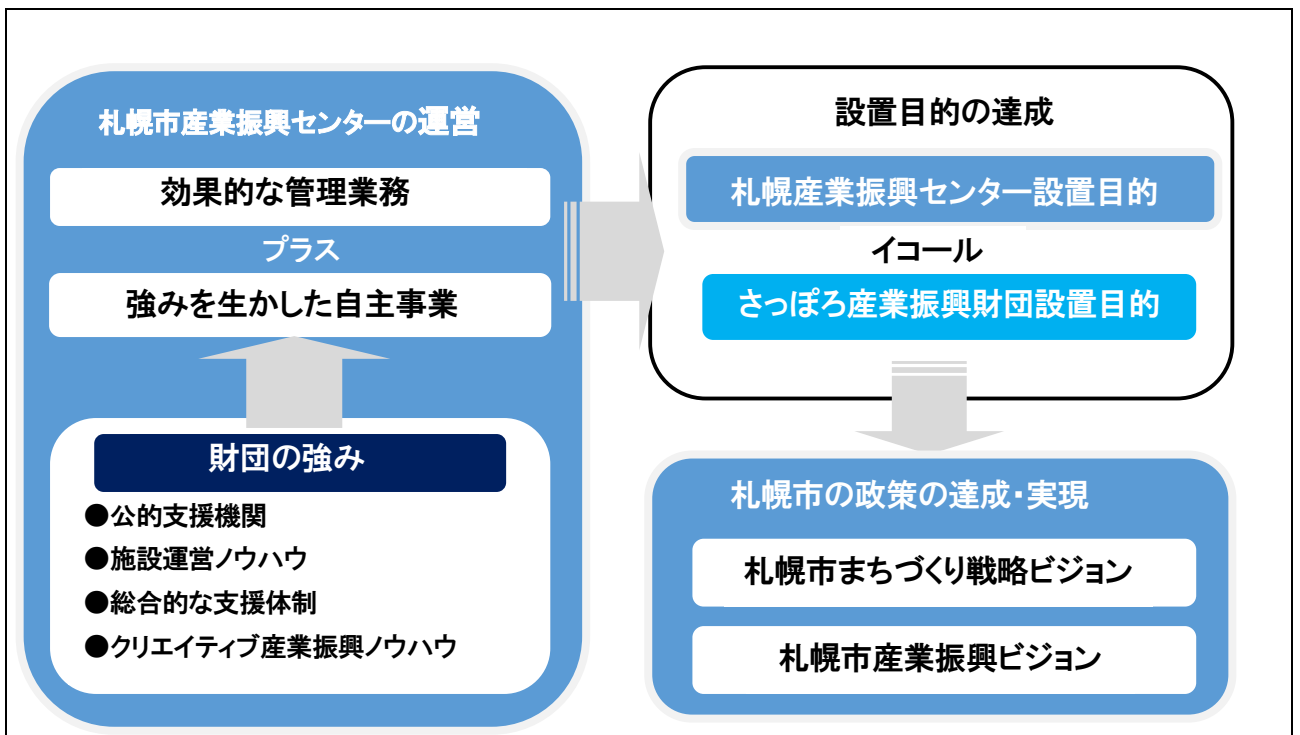 札幌市産業振興センターの運営
効果的な管理業務
プラス
強みを生かした自主事業
財団の強み
●公的支援機関
●施設運営ノウハウ
●総合的な支援体制
●クリエイティブ産業振興ノウハウ
設置目的の達成
札幌産業振興センター設置目的
イコール
さっぽろ産業振興財団設置目的
札幌市の政策の達成・実現
札幌市まちづくり戦略ビジョン
札幌市産業振興ビジョン